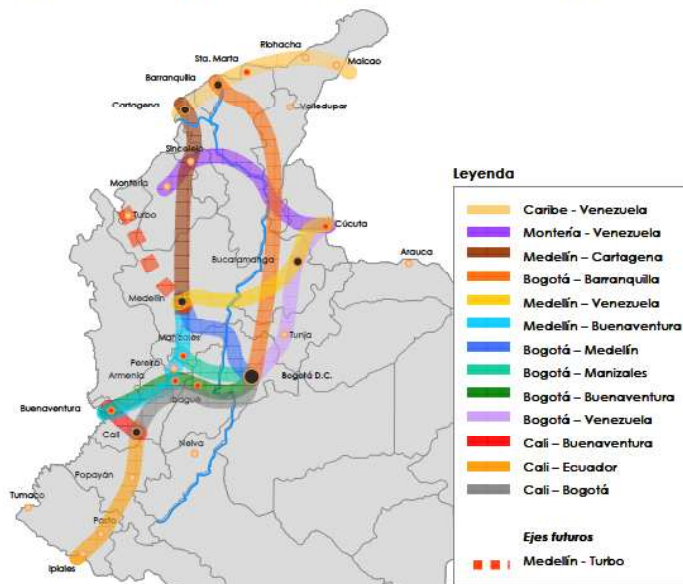 Riohacha
Sta. Marta
Maicao
Barranquilla
Cartagena
Valledupar
Sincelejo
Montería
Turbo
Cúcuta
Bucaramanga
Arauca
Medellín
Manizales
Tunja
Pereira
Bogotá D.C.
Armenia
Ibagué
Buenaventura
Cali
Neiva
Popayán
Tumaco
Pasto
Ipiales
Leyenda
Caribe - Venezuela
Montería - Venezuela
Medellín – Cartagena
Bogotá – Barranquilla
Medellín – Venezuela
Medellín – Buenaventura
Bogotá – Medellín
Bogotá – Manizales
Bogotá – Buenaventura
Bogotá – Venezuela
Cali – Buenaventura
Cali – Ecuador
Cali – Bogotá
Ejes futuros
Medellín - Turbo